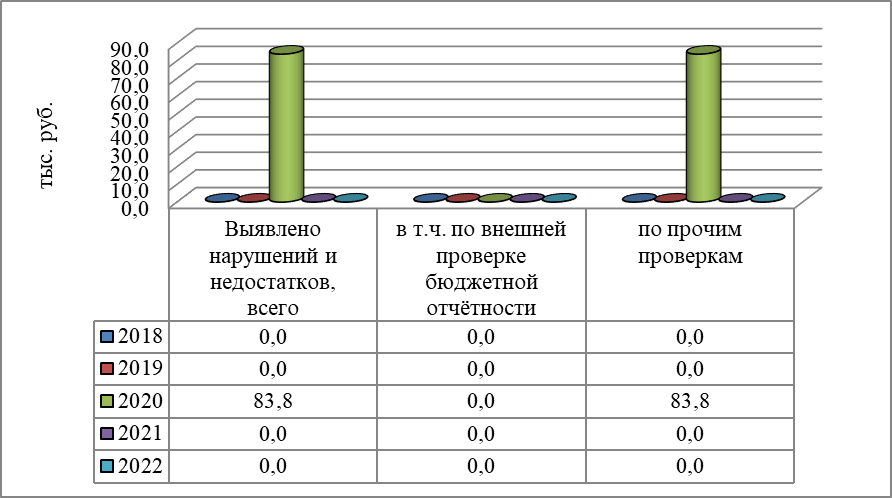 тыс. руб.
90,0
80,0
70,0
60,0
50,0
40,0
30,0
20,0
10,0
0,0
Выявлено
нарушений и
недостатков,
всего
в т.ч. по внешней
проверке
бюджетной
отчётности
по прочим
проверкам
2018 0,0 0,0 0,0
2019 0,0 0,0 0,0
2020 83,8 0,0 83,8
2021 0,0 0,0 0,0
2022 0,0 0,0 0,0